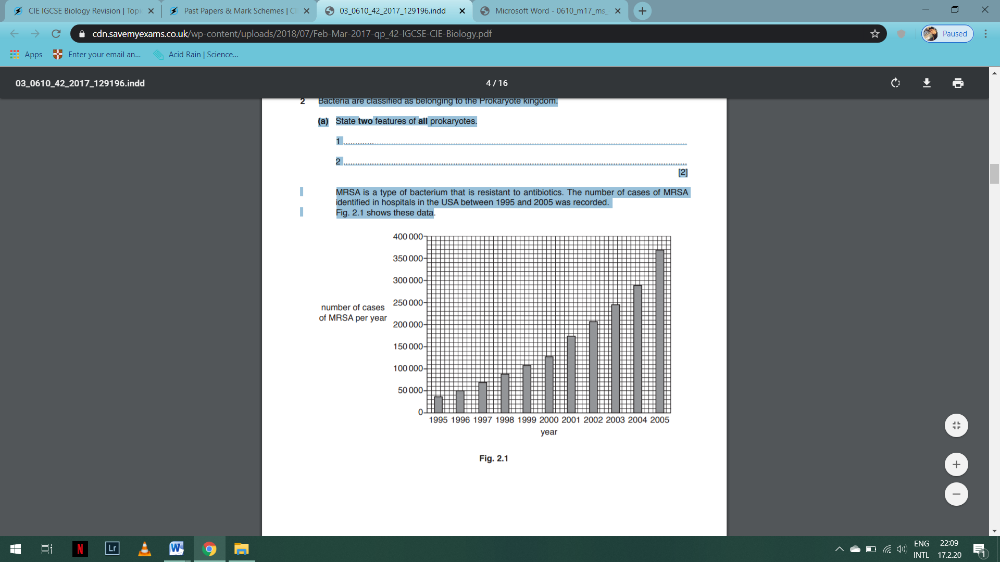 CIE IGCSE Biology Revision | Topi
Past Papers & Mark Schemes | C
03_0610_42_2017_129196.indd
Microsoft Word - 0610_m17_ms_
cdn.savemyexams.co.uk/wp-content/uploads/2018/07/Feb-Mar-2017-qp_42-IGCSE-CIE-Biology.pdf
Paused
Apps
Enter your email an...
Acid Rain | Science...
03_0610_42_2017_129196.indd
4 / 16
2 Bacteria are classified as belonging to the Prokaryote kingdom.
(a) State two features of all prokaryotes.
1
2
[2]
MRSA is a type of bacterium that is resistant to antibiotics. The number of cases of MRSA
identified in hospitals in the USA between 1995 and 2005 was recorded.
Fig. 2.1 shows these data.
400 000
350 000
300 000
250 000
200 000
150 000
100 000
50 000
0
number of cases
of MRSA per year
1995 1996 1997 1998 1999 2000 2001 2002 2003 2004 2005
year
Fig. 2.1
N
Lr
W
ENG
INTL
22:09
17.2.20
1